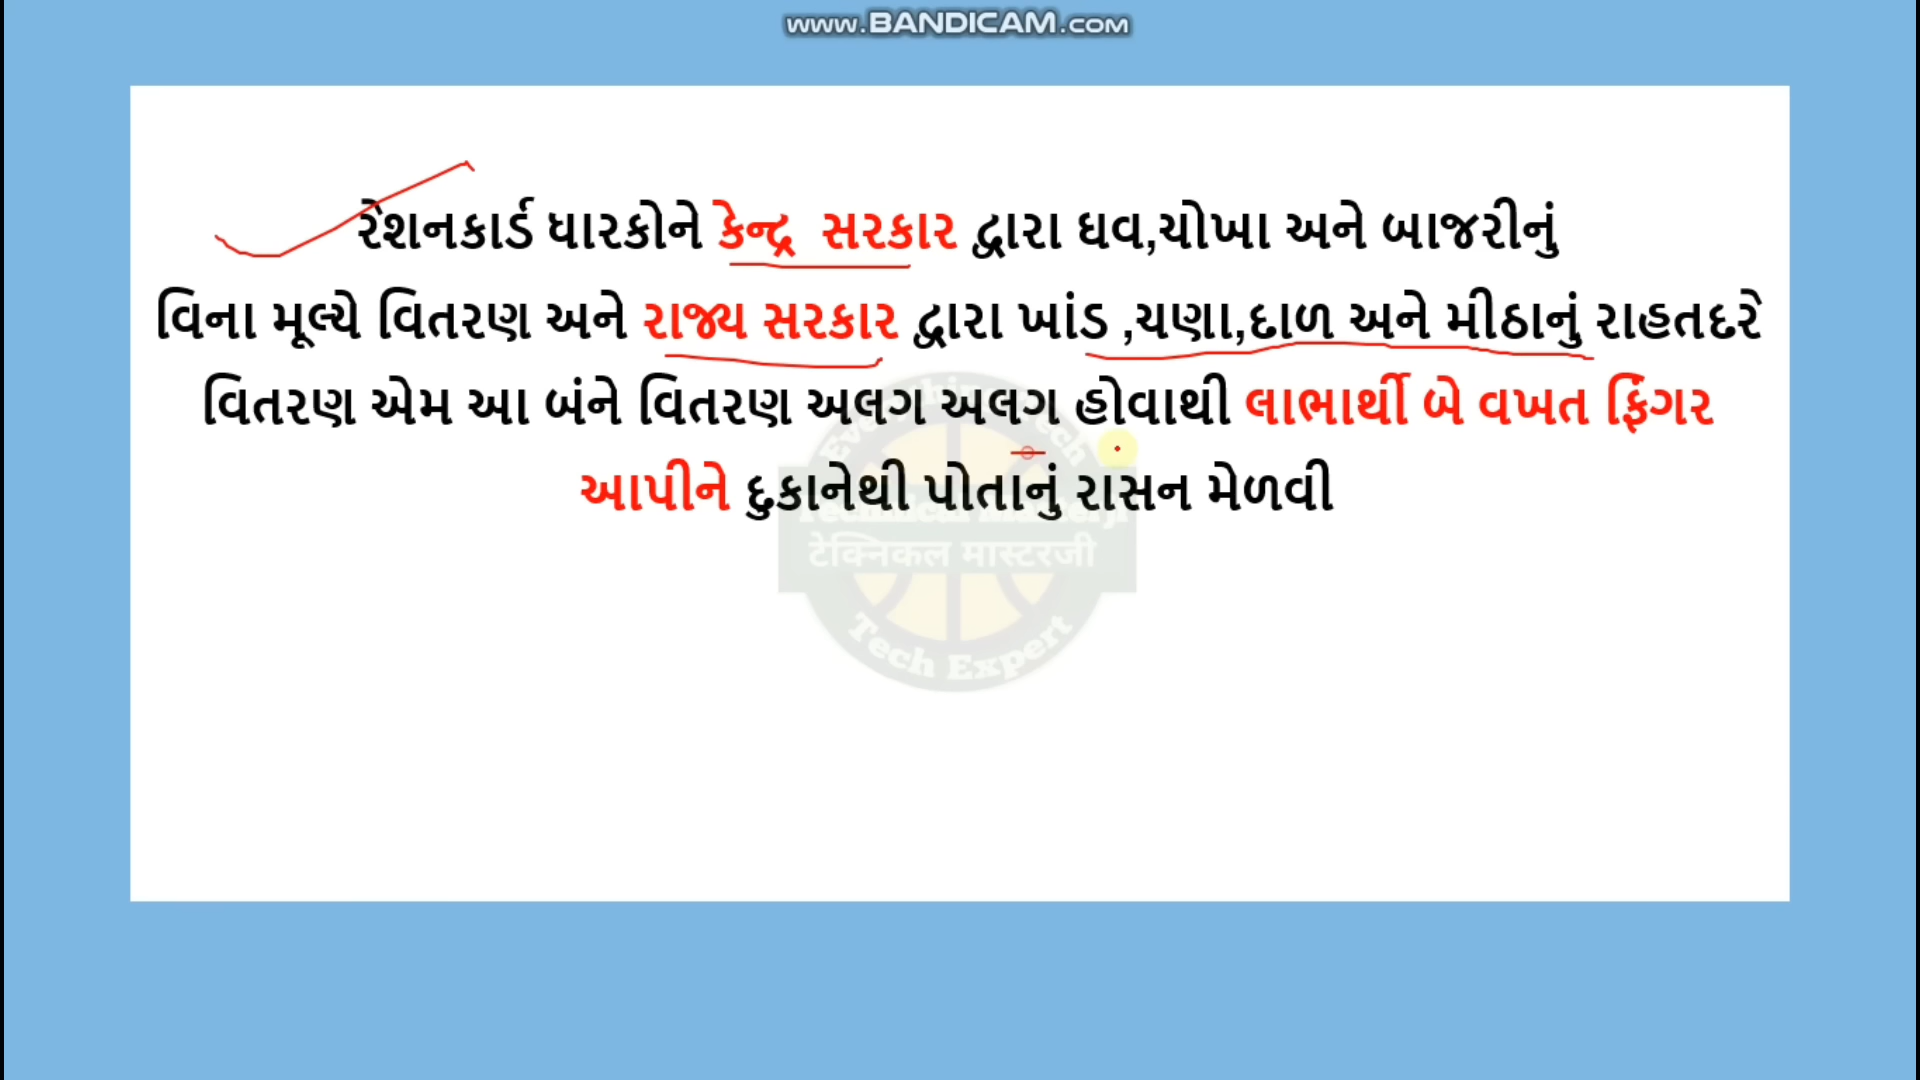 www.BANDICAM.com
રેશનકાર્ડ ધારકોને કેન્દ્ર સરકાર દ્વારા ઘવ,ચોખા અને બાજરીનું
વિના મૂલ્યે વિતરણ અને રાજ્ય સરકાર દ્વારા ખાંડ ,ચણા,દાળ અને મીઠાનું રાહતદરે
વિતરણ એમ આ બંને વિતરણ અલગ અલગ હોવાથી લાભાર્થી બે વખત ફિંગર
આપીને દુકાનેથી પોતાનું રાસન મેળવી
टेक्निकल मास्टरजी
Tech Expert